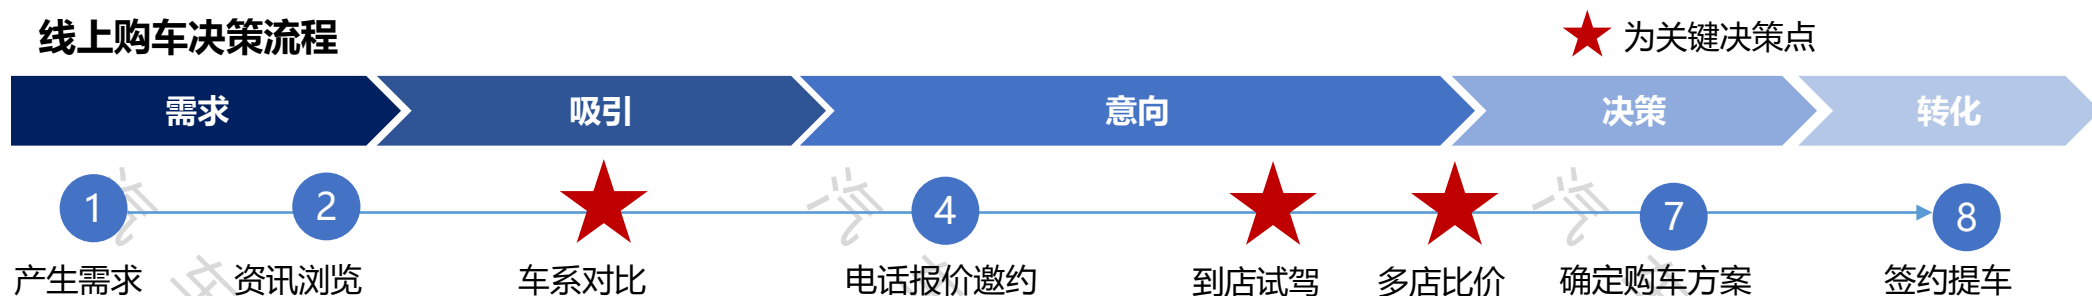 线上购车决策流程
为关键决策点
需求 吸引 意向 决策 转化
1 2 4 7 8
产生需求 资讯浏览 车系对比 电话报价邀约 到店试驾 多店比价 确定购车方案 签约提车
汽 汽 汽